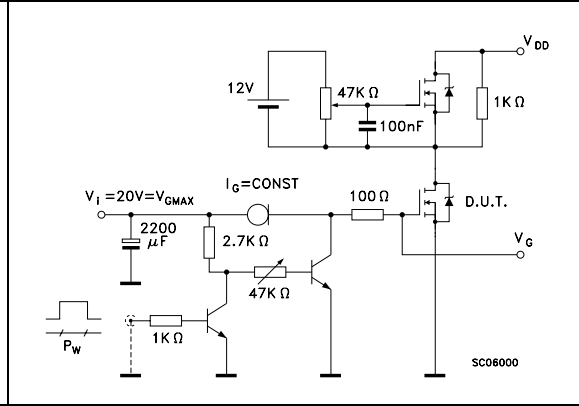 V DD
12V
47K Ω
1K Ω
100nF
I G =CONST
V i =20V=V GMAX
100 Ω
D.U.T.
2200
μF
2.7K Ω
V G
47K Ω
1K Ω
P W
SC06000